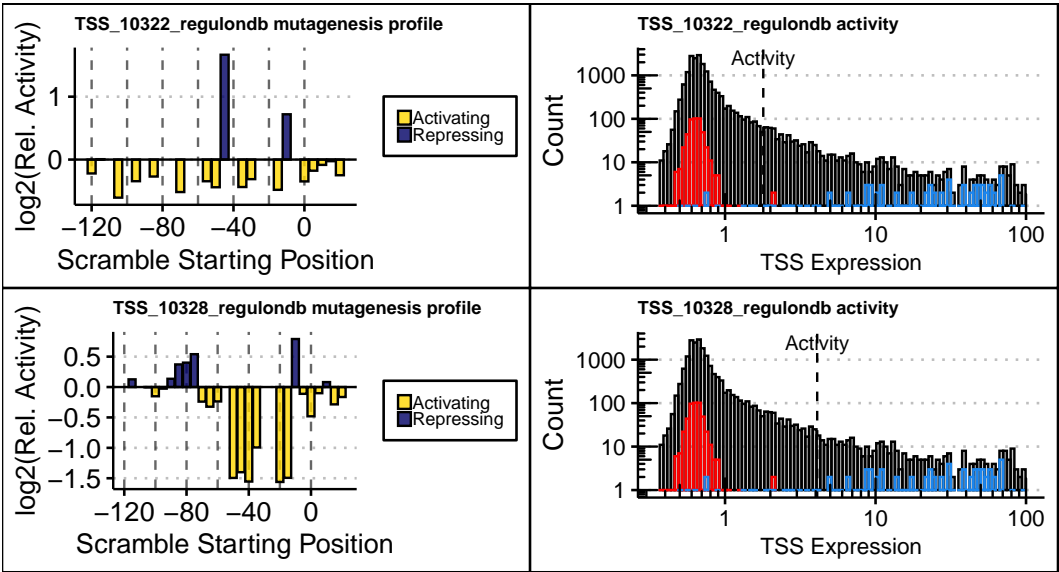 TSS_10322_regulondb mutagenesis profile
log2(Rel. Activity)
1
0
−120 −80 −40 0
Scramble Starting Position
Activating
Repressing
TSS_10322_regulondb activity
Count
1000
100
10
1
Activity
1 10 100
TSS Expression
TSS_10328_regulondb mutagenesis profile
log2(Rel. Activity)
0.5
0.0
−0.5
−1.0
−1.5
−120 −80 −40 0
Scramble Starting Position
Activating
Repressing
TSS_10328_regulondb activity
Count
1000
100
10
1
Activity
1 10 100
TSS Expression